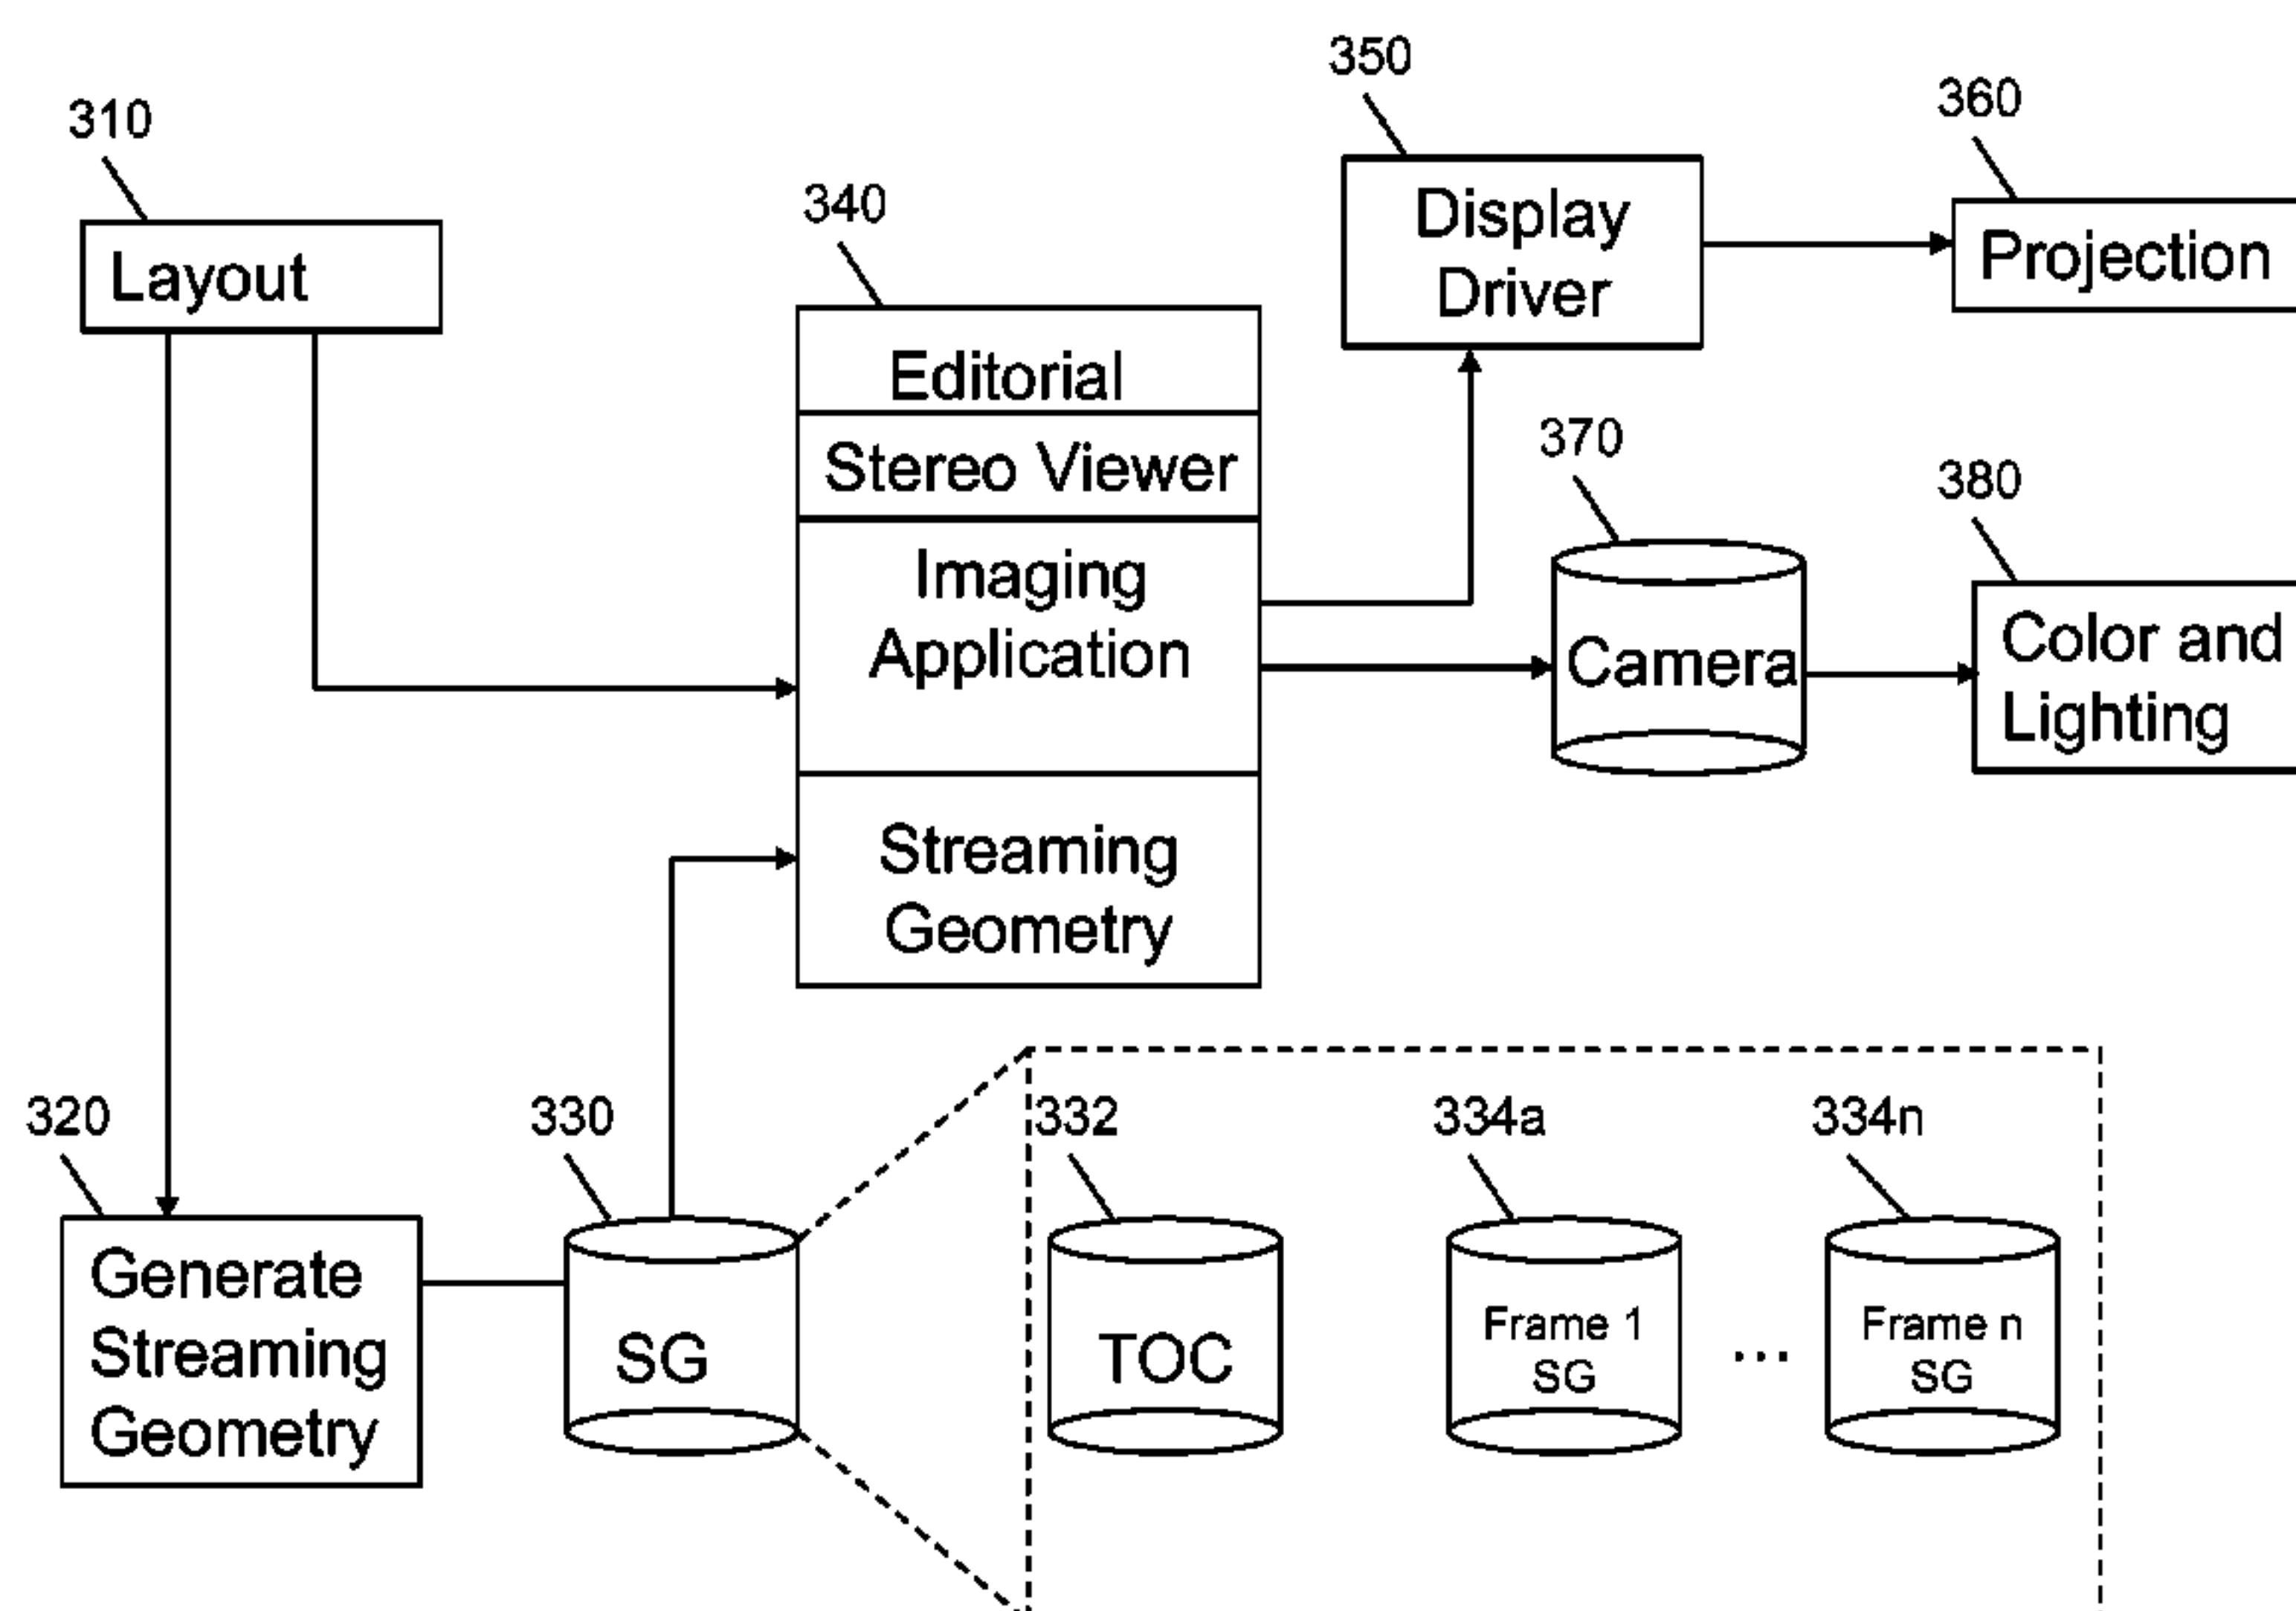 350
360
310
340
Display
Driver
Projection
Layout
Editorial
Stereo Viewer
Imaging
Application
370
380
Camera
Color and
Lighting
Streaming
Geometry
320
330
332
334a
334n
Generate
Streaming
Geometry
SG
TOC
Frame 1
SG
...
Frame n
SG